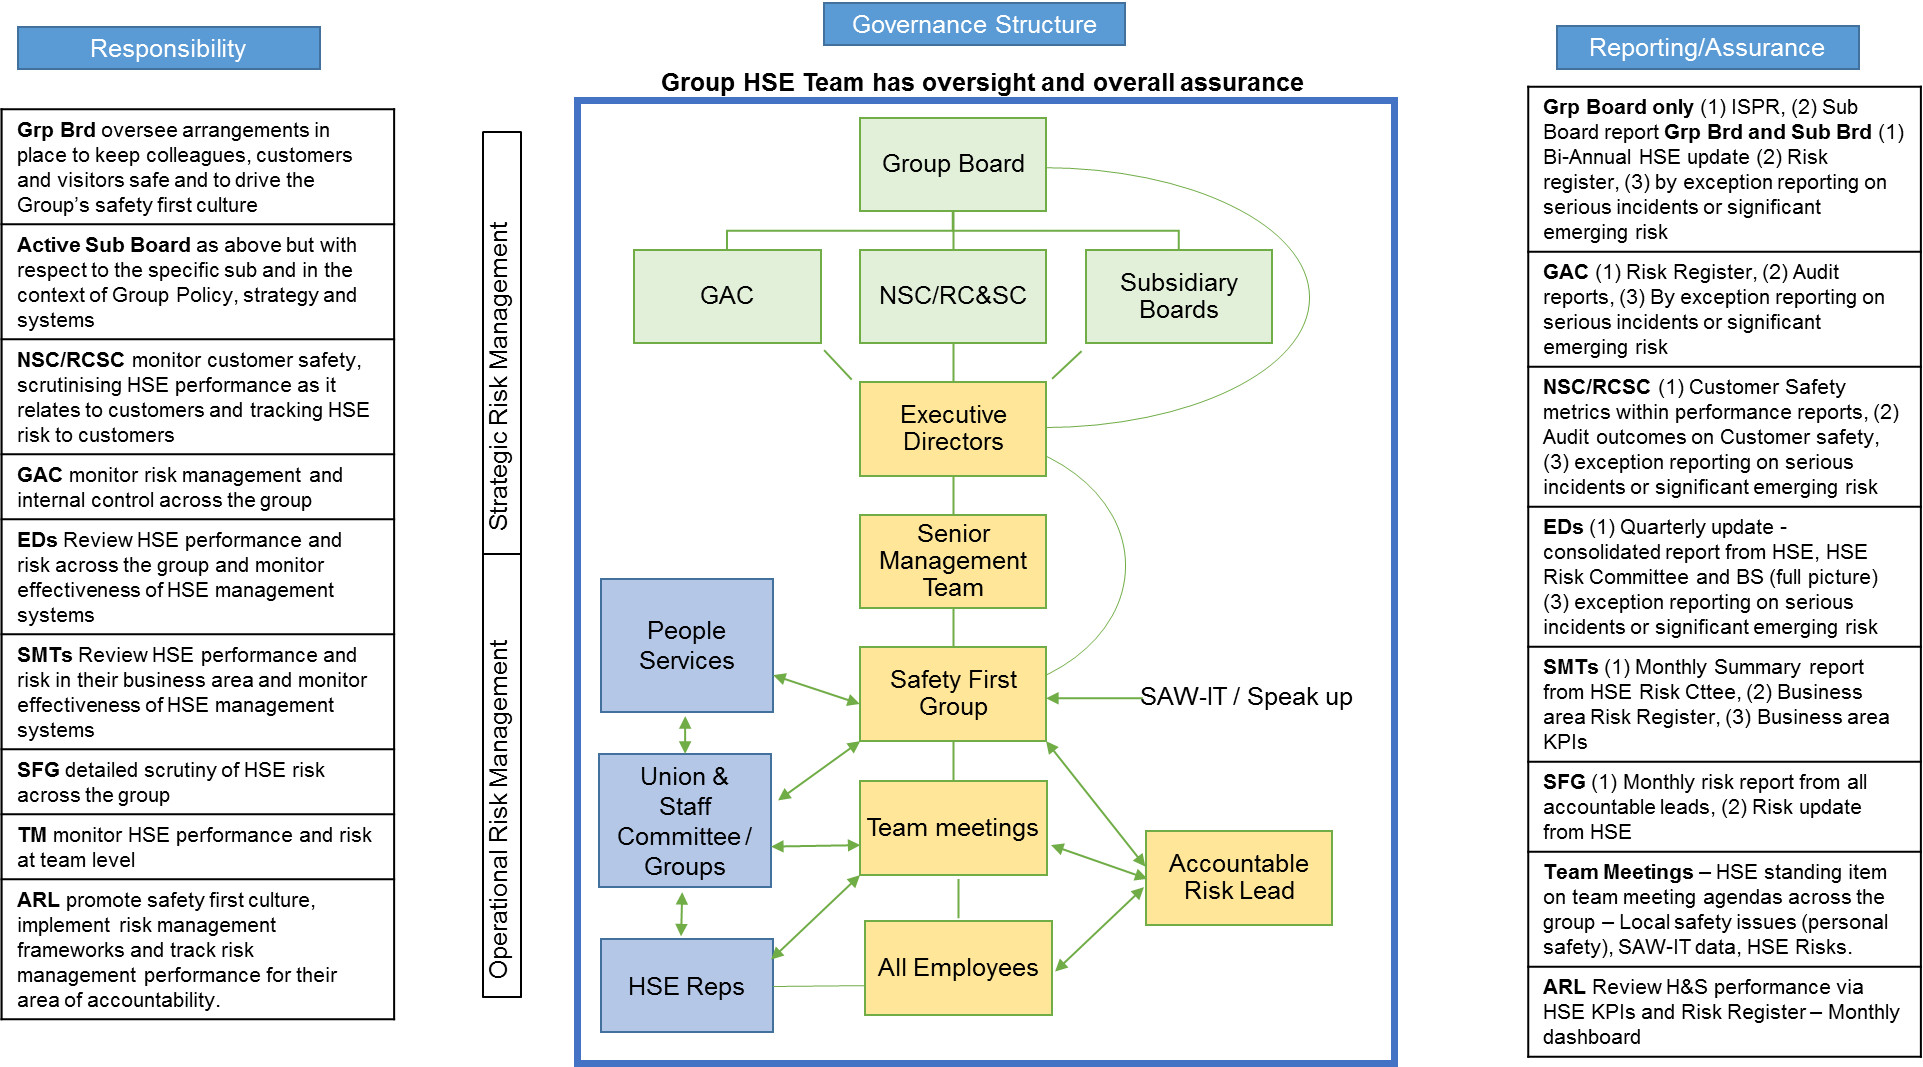 Responsibility
Grp Brd oversee arrangements in
place to keep colleagues, customers
and visitors safe and to drive the
Group's safety first culture
Active Sub Board as above but with
respect to the specific sub and in the
context of Group Policy, strategy and
systems
NSC/RCSC monitor customer safety,
scrutinising HSE performance as it
relates to customers and tracking HSE
risk to customers
GAC monitor risk management and
internal control across the group
EDs Review HSE performance and
risk across the group and monitor
effectiveness of HSE management
systems
SMTs Review HSE performance and
risk in their business area and monitor
effectiveness of HSE management
systems
SFG detailed scrutiny of HSE risk
across the group
TM monitor HSE performance and risk
at team level
ARL promote safety first culture,
implement risk management
frameworks and track risk
management performance for their
area of accountability.
Governance Structure
Group HSE Team has oversight and overall assurance
Strategic Risk Management
Operational Risk Management
Group Board
GAC
NSC/RC&SC
Subsidiary
Boards
Executive
Directors
Senior
Management
Team
People
Services
Safety First
Group
SAW-IT / Speak up
Union &
Staff
Committee /
Groups
Team meetings
Accountable
Risk Lead
HSE Reps
All Employees
Reporting/Assurance
Grp Board only (1) ISPR, (2) Sub
Board report Grp Brd and Sub Brd (1)
Bi-Annual HSE update (2) Risk
register, (3) by exception reporting on
serious incidents or significant
emerging risk
GAC (1) Risk Register, (2) Audit
reports, (3) By exception reporting on
serious incidents or significant
emerging risk
NSC/RCSC (1) Customer Safety
metrics within performance reports, (2)
Audit outcomes on Customer safety,
(3) exception reporting on serious
incidents or significant emerging risk
EDs (1) Quarterly update -
consolidated report from HSE, HSE
Risk Committee and BS (full picture)
(3) exception reporting on serious
incidents or significant emerging risk
SMTs (1) Monthly Summary report
from HSE Risk Cttee, (2) Business
area Risk Register, (3) Business area
KPIs
SFG (1) Monthly risk report from all
accountable leads, (2) Risk update
from HSE
Team Meetings – HSE standing item
on team meeting agendas across the
group – Local safety issues (personal
safety), SAW-IT data, HSE Risks.
ARL Review H&S performance via
HSE KPIs and Risk Register – Monthly
dashboard